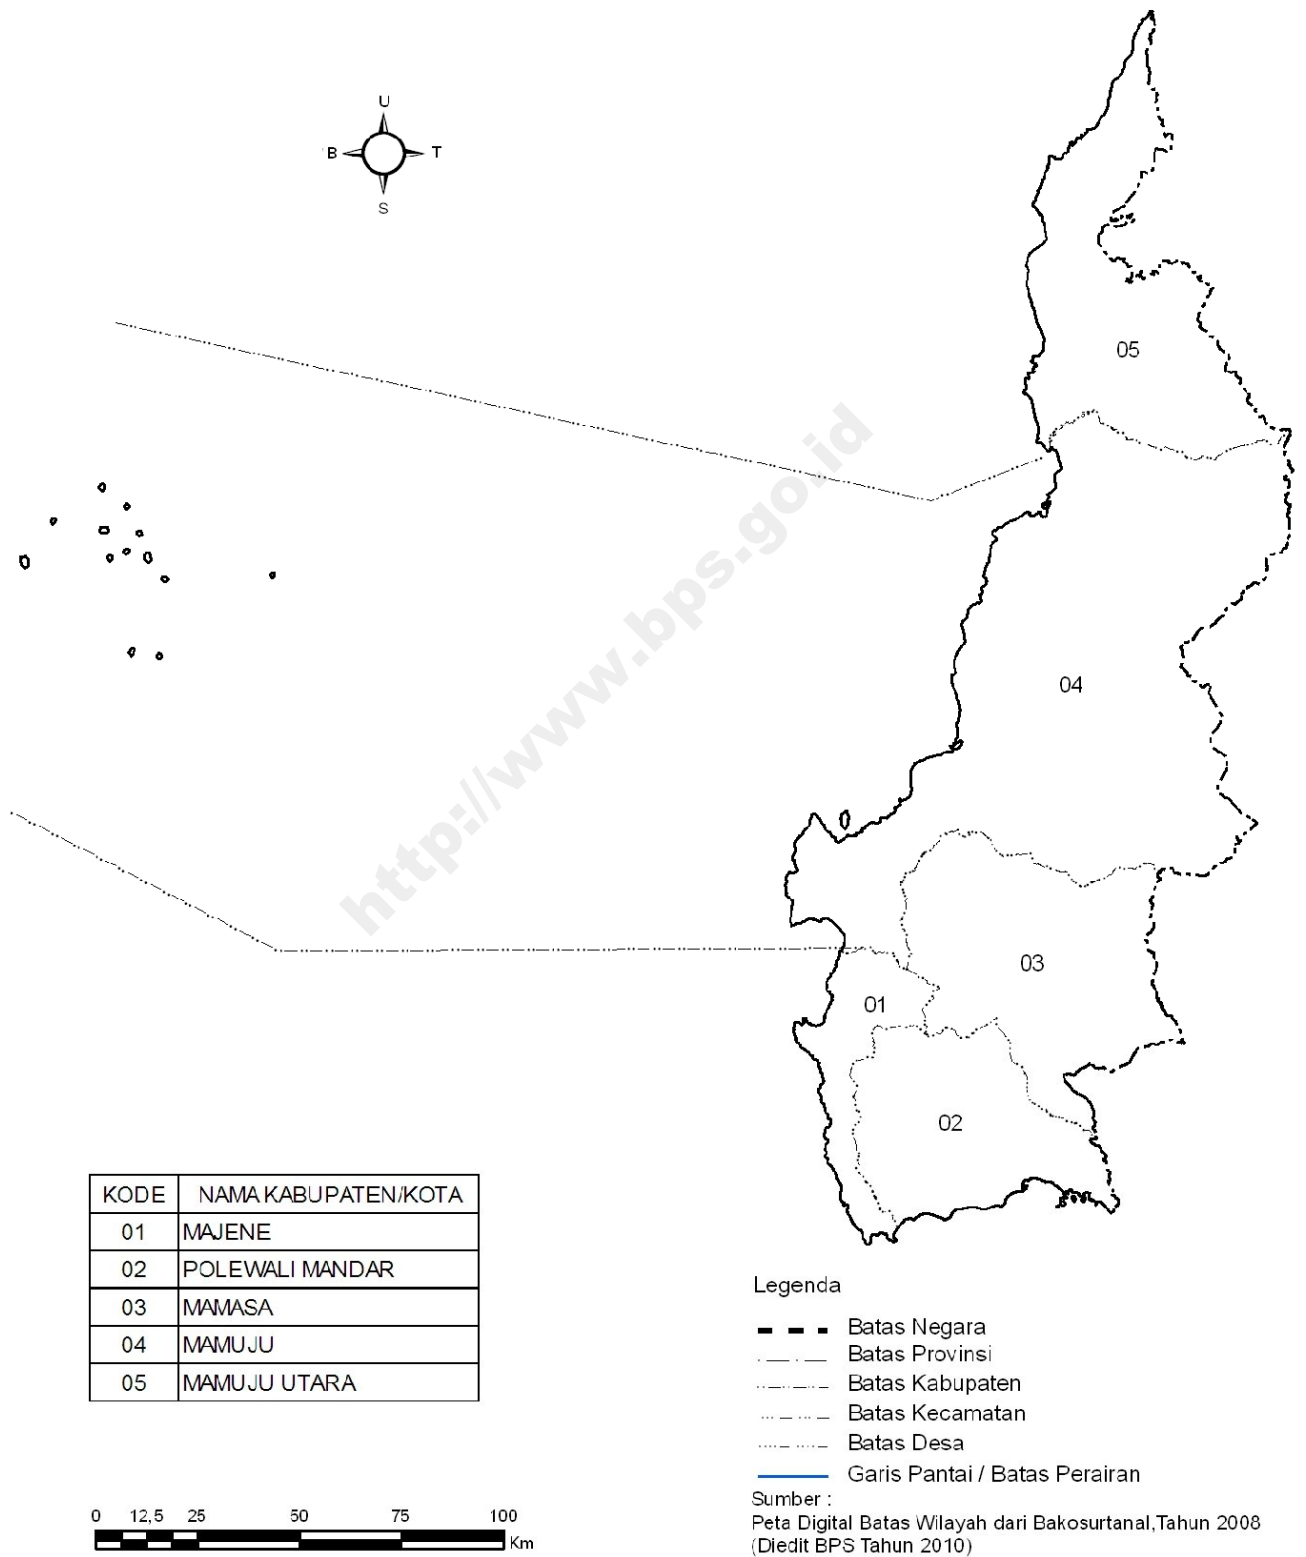 U
B T
S
05
04
03
01
02
http://www.bps.go.id
KODE NAMA KABUPATEN/KOTA
01 MAJENE
02 POLEWALI MANDAR
03 MAMASA
04 MAMUJU
05 MAMUJU UTARA
Legenda
Batas Negara
Batas Provinsi
Batas Kabupaten
Batas Kecamatan
Batas Desa
Garis Pantai / Batas Perairan
Sumber :
Peta Digital Batas Wilayah dari Bakosurtanal,Tahun 2008
(Diedit BPS Tahun 2010)
0 12,5 25 50 75 100
Km